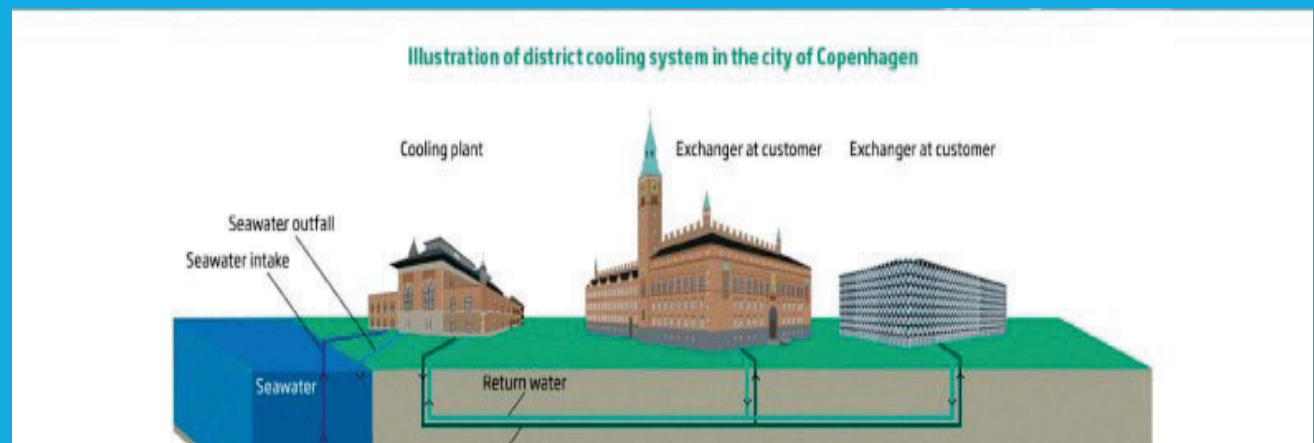 Illustration of district cooling system in the city of Copenhagen
Cooling plant
Exchanger at customer
Exchanger at customer
Seawater outfall
Seawater intake
Seawater
Return water